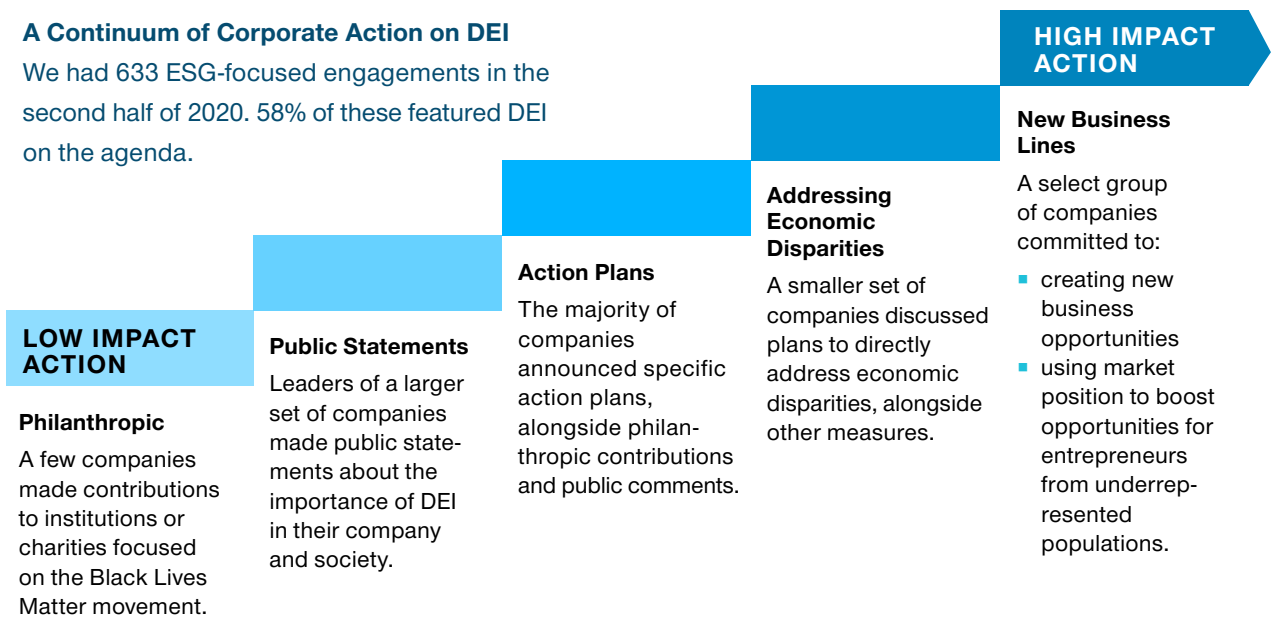 A Continuum of Corporate Action on DEI
We had 633 ESG-focused engagements in the
second half of 2020. 58% of these featured DEI
on the agenda.
LOW IMPACT
ACTION
Philanthropic
A few companies
made contributions
to institutions or
charities focused
on the Black Lives
Matter movement.
Public Statements
Leaders of a larger
set of companies
made public state-
ments about the
importance of DEI
in their company
and society.
Action Plans
The majority of
companies
announced specific
action plans,
alongside philan-
thropic contributions
and public comments.
Addressing
Economic
Disparities
A smaller set of
companies discussed
plans to directly
address economic
disparities, alongside
other measures.
HIGH IMPACT
ACTION
New Business
Lines
A select group
of companies
committed to:
▪ creating new
business
opportunities
▪ using market
position to boost
opportunities for
entrepreneurs
from underrep-
resented
populations.